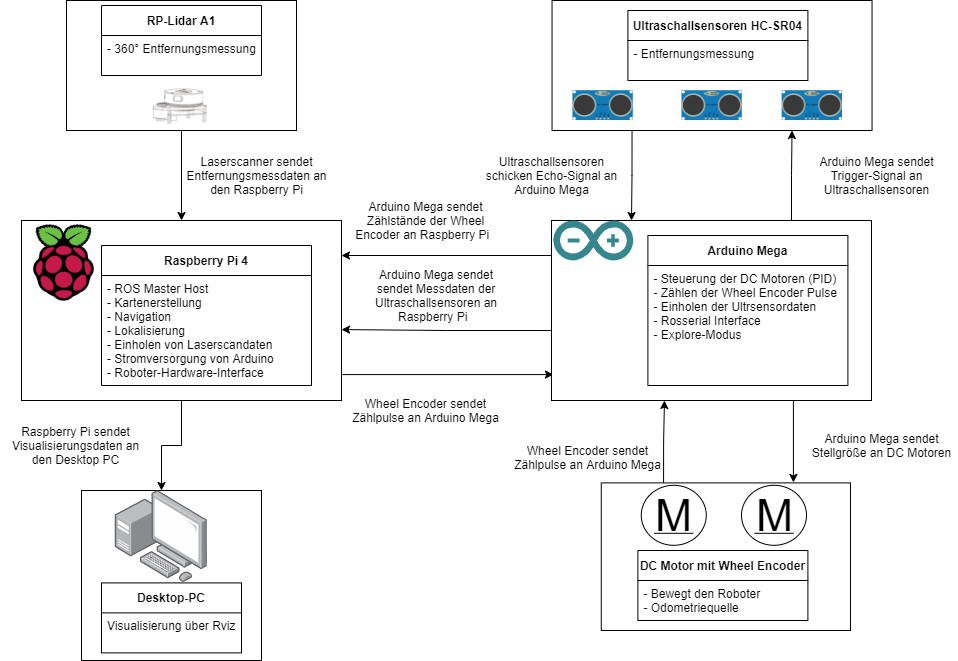 RP-Lidar A1
- 360° Entfernungsmessung
Ultraschallsensoren HC-SR04
- Entfernungsmessung
Laserscanner sendet
Entfernungsmessdaten an
den Raspberry Pi
Ultraschallsensoren
schicken Echo-Signal an
Arduino Mega
Arduino Mega sendet
Trigger-Signal an
Ultraschallsensoren
Arduino Mega sendet
Zählstände der Wheel
Encoder an Raspberry Pi
Arduino Mega sendet
sendet Messdaten der
Ultraschallsensoren an
Raspberry Pi
Raspberry Pi 4
- ROS Master Host
- Kartenerstellung
- Navigation
- Lokalisierung
- Einholen von Laserscandaten
- Stromversorgung von Arduino
- Roboter-Hardware-Interface
Arduino Mega
- Steuerung der DC Motoren (PID)
- Zählen der Wheel Encoder Pulse
- Einholen der Ultrsensordaten
- Rosserial Interface
- Explore-Modus
Wheel Encoder sendet
Zählpulse an Arduino Mega
Raspberry Pi sendet
Visualisierungsdaten an
den Desktop PC
Wheel Encoder sendet
Zählpulse an Arduino Mega
Arduino Mega sendet
Stellgröße an DC Motoren
M
M
DC Motor mit Wheel Encoder
- Bewegt den Roboter
- Odometriequelle
Desktop-PC
Visualisierung über Rviz